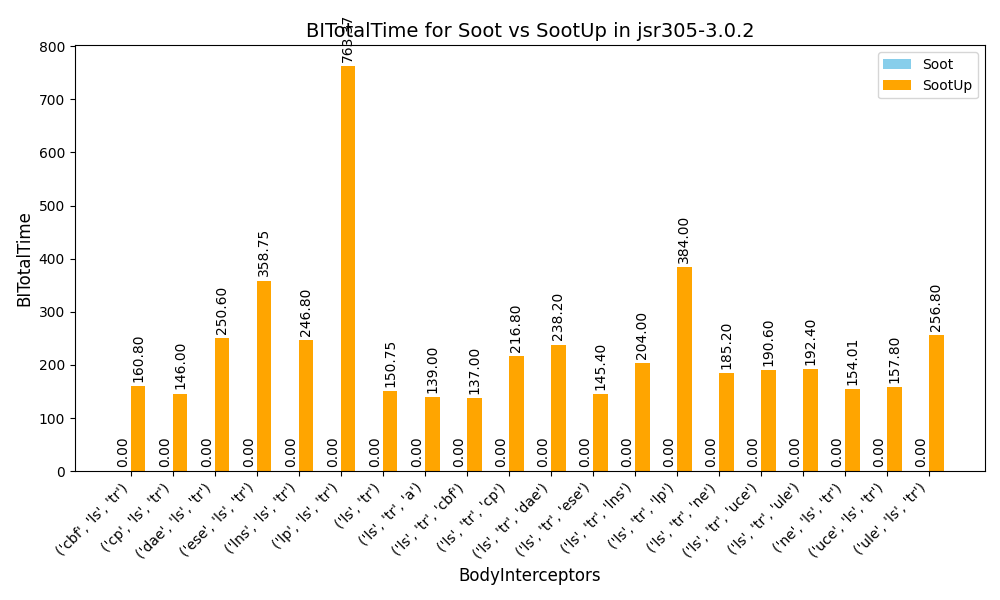 BITotalTime for Soot vs SootUp in jsr305-3.0.2
Soot
SootUp
BITotalTime
800
700
600
500
400
300
200
100
0
0.00
160.80
0.00
146.00
0.00
250.60
0.00
358.75
0.00
246.80
0.00
0.00
150.75
0.00
139.00
0.00
137.00
0.00
216.80
0.00
238.20
0.00
145.40
0.00
204.00
0.00
384.00
0.00
185.20
0.00
190.60
0.00
192.40
0.00
154.01
0.00
157.80
0.00
256.80
('cbf', 'ls', 'tr')
('cp', 'ls', 'tr')
('dae', 'ls', 'tr')
('ese', 'ls', 'tr')
('lns', 'ls', 'tr')
('lp', 'ls', 'tr')
('ls', 'tr')
('ls', 'tr', 'a')
('ls', 'tr', 'cbf')
('ls', 'tr', 'cp')
('ls', 'tr', 'dae')
('ls', 'tr', 'ese')
('ls', 'tr', 'lns')
('ls', 'tr', 'lp')
('ls', 'tr', 'ne')
('ls', 'tr', 'uce')
('ls', 'tr', 'ule')
('ne', 'ls', 'tr')
('uce', 'ls', 'tr')
('ule', 'ls', 'tr')
BodyInterceptors